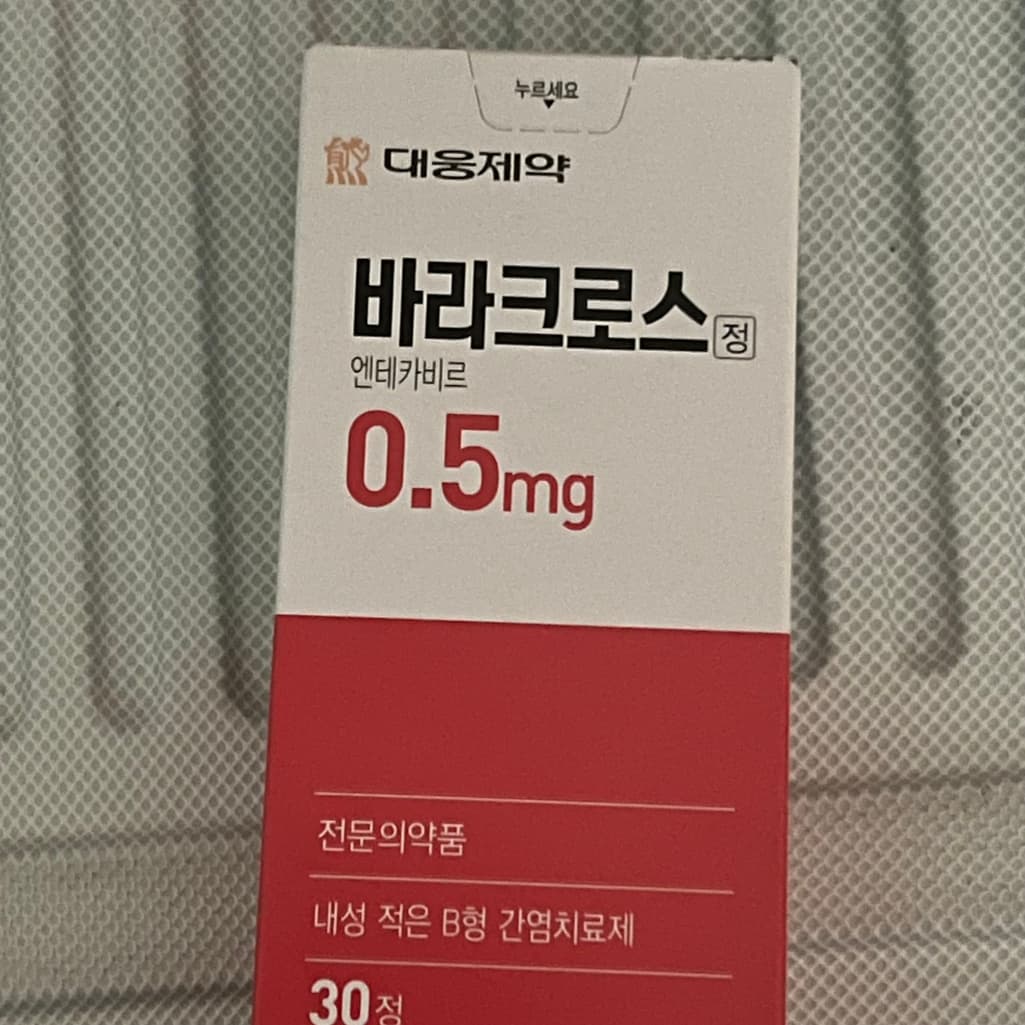 누르세요
대웅제약
바라크로스정
엔테카비르
0.5mg
전문의약품
내성 적은 B형 간염치료제
30정